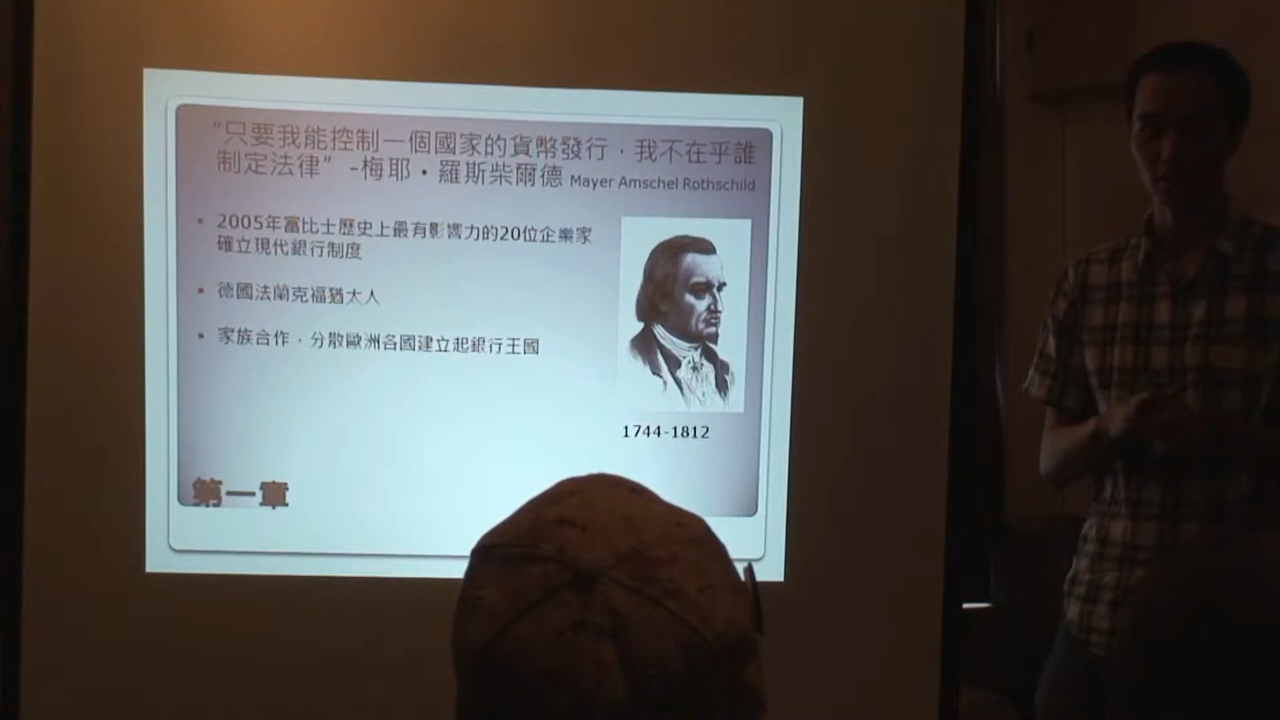 “只要我能控制一個國家的貨幣發行，我不在乎誰
制定法律” -梅耶·羅斯柴爾德 Mayer Amschel Rothschild
• 2005年富比士歷史上最有影響力的20位企業家
確立現代銀行制度
• 德國法蘭克福猶太人
• 家族合作，分散歐洲各國建立起銀行王國
1744-1812
第一章